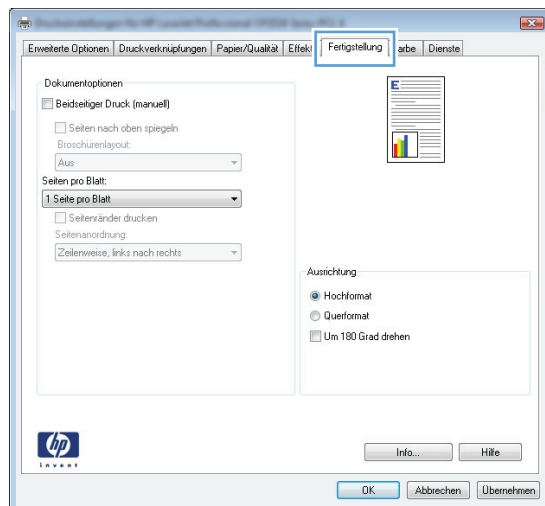 Erweiterte Optionen Druckverknüpfungen Papier/Qualität Effek Fertigstellung arbe Dienste
Dokumentoptionen
Beidseitiger Druck (manuell)
Seiten nach oben spiegeln
Broschürenlayout:
Aus
Seiten pro Blatt:
1 Seite pro Blatt
Seitenränder drucken
Seitenanordnung:
Zeilenweise, links nach rechts
E
Ausrichtung
Hochformat
Querformat
Um 180 Grad drehen
hp
invent
Info... Hilfe
OK Abbrechen Übernehmen